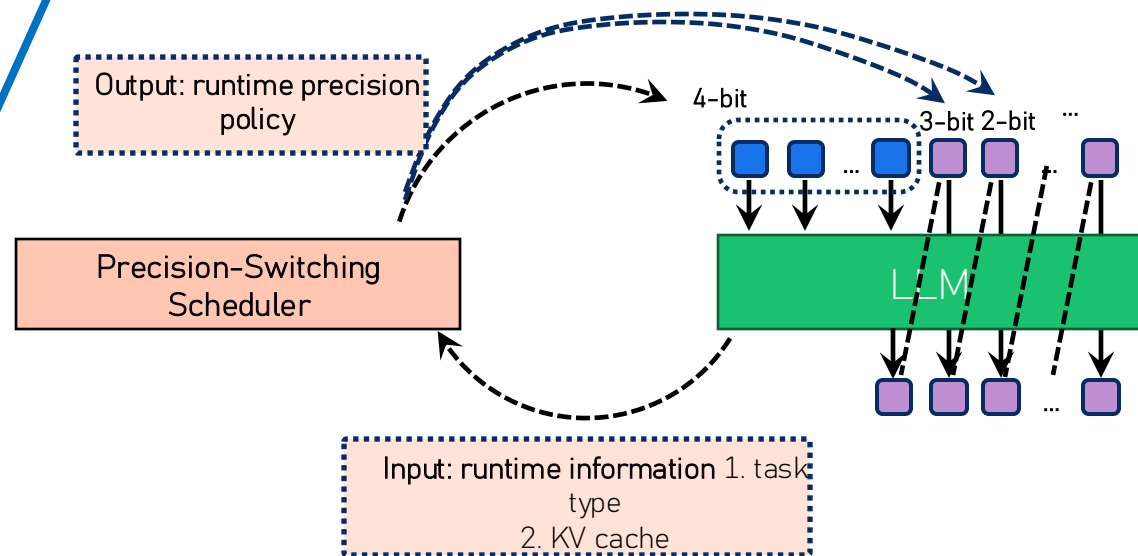 Output: runtime precision
policy
4-bit
3-bit 2-bit ...
...
...
Precision-Switching
Scheduler
LLM
...
Input: runtime information 1. task
type
2. KV cache